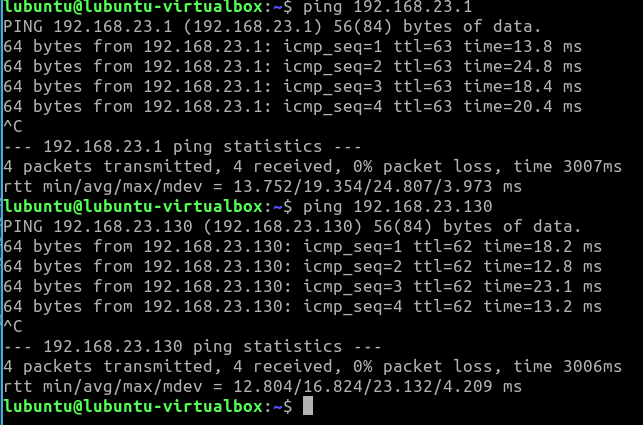 lubuntu@lubuntu-virtualbox:~$ ping 192.168.23.1
PING 192.168.23.1 (192.168.23.1) 56(84) bytes of data.
64 bytes from 192.168.23.1: icmp_seq=1 ttl=63 time=13.8 ms
64 bytes from 192.168.23.1: icmp_seq=2 ttl=63 time=24.8 ms
64 bytes from 192.168.23.1: icmp_seq=3 ttl=63 time=18.4 ms
64 bytes from 192.168.23.1: icmp_seq=4 ttl=63 time=20.4 ms
^C
--- 192.168.23.1 ping statistics ---
4 packets transmitted, 4 received, 0% packet loss, time 3007ms
rtt min/avg/max/mdev = 13.752/19.354/24.807/3.973 ms
lubuntu@lubuntu-virtualbox:~$ ping 192.168.23.130
PING 192.168.23.130 (192.168.23.130) 56(84) bytes of data.
64 bytes from 192.168.23.130: icmp_seq=1 ttl=62 time=18.2 ms
64 bytes from 192.168.23.130: icmp_seq=2 ttl=62 time=12.8 ms
64 bytes from 192.168.23.130: icmp_seq=3 ttl=62 time=23.1 ms
64 bytes from 192.168.23.130: icmp_seq=4 ttl=62 time=13.2 ms
^C
--- 192.168.23.130 ping statistics ---
4 packets transmitted, 4 received, 0% packet loss, time 3006ms
rtt min/avg/max/mdev = 12.804/16.824/23.132/4.209 ms
lubuntu@lubuntu-virtualbox:~$